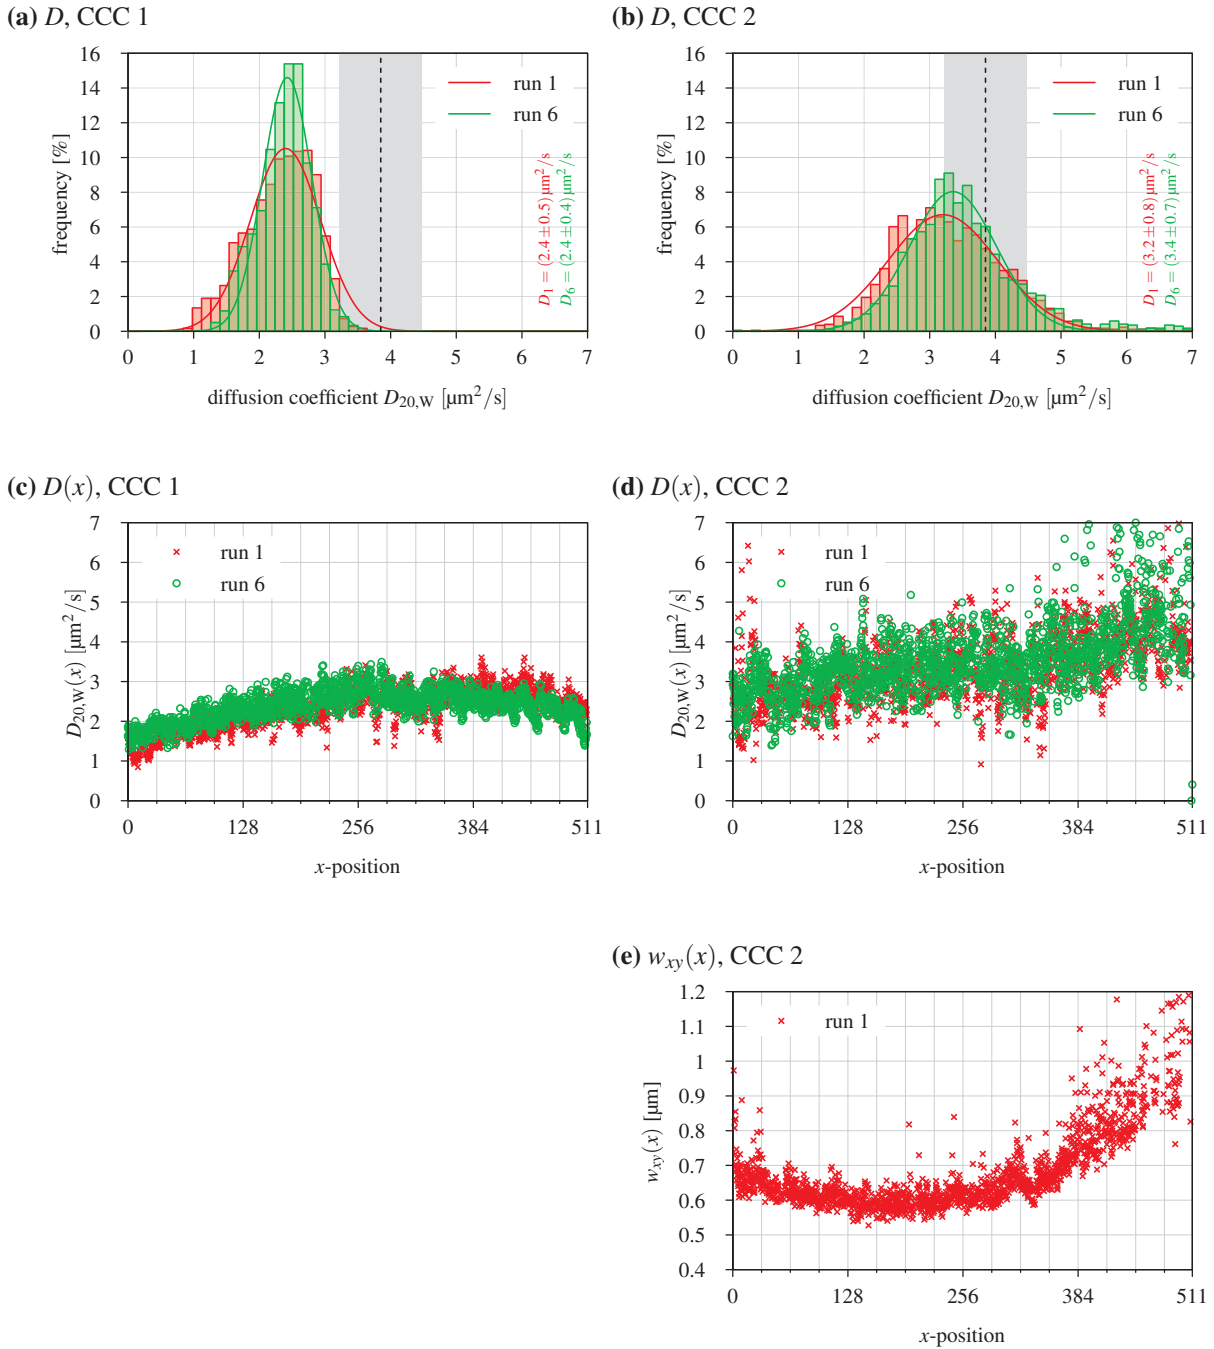 (a) D, CCC 1
16
14
12
10
8
6
4
2
0
frequency [%]
run 1
run 6
D₁ = (2.4±0.5) μm²/s
D₆ = (2.4±0.4) μm²/s
0 1 2 3 4 5 6 7
diffusion coefficient D₂₀,W [μm²/s]
(b) D, CCC 2
16
14
12
10
8
6
4
2
0
frequency [%]
run 1
run 6
D₁ = (3.2±0.8) μm²/s
D₆ = (3.4±0.7) μm²/s
0 1 2 3 4 5 6 7
diffusion coefficient D₂₀,W [μm²/s]
(c) D(x), CCC 1
7
6
5
4
3
2
1
0
D₂₀,W(x) [μm²/s]
run 1
run 6
0 128 256 384 511
x-position
(d) D(x), CCC 2
7
6
5
4
3
2
1
0
D₂₀,W(x) [μm²/s]
run 1
run 6
0 128 256 384 511
x-position
(e) wxy(x), CCC 2
1.2
1.1
1
0.9
0.8
0.7
0.6
0.5
0.4
wxy(x) [μm]
run 1
0 128 256 384 511
x-position